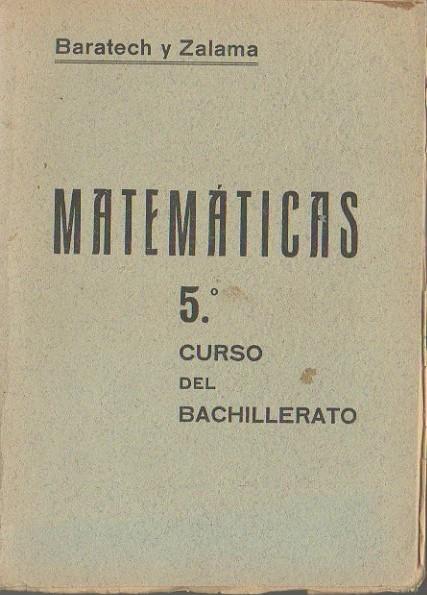 Baratech y Zalama
MATEMÁTICAS
5.º
CURSO
DEL
BACHILLERATO